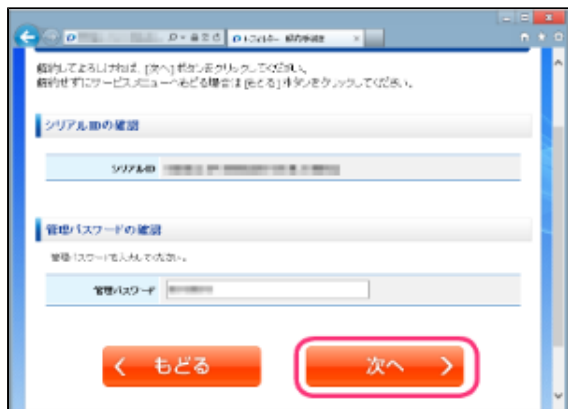 解約してよろしければ、[次へ]ボタンをクリックしてください。
解約せずにサービスメニューへもどる場合は[もどる]ボタンをクリックしてください。
シリアルIDの確認
シリアルID
管理パスワードの確認
管理パスワードを入力してください。
管理パスワード
もどる
次へ